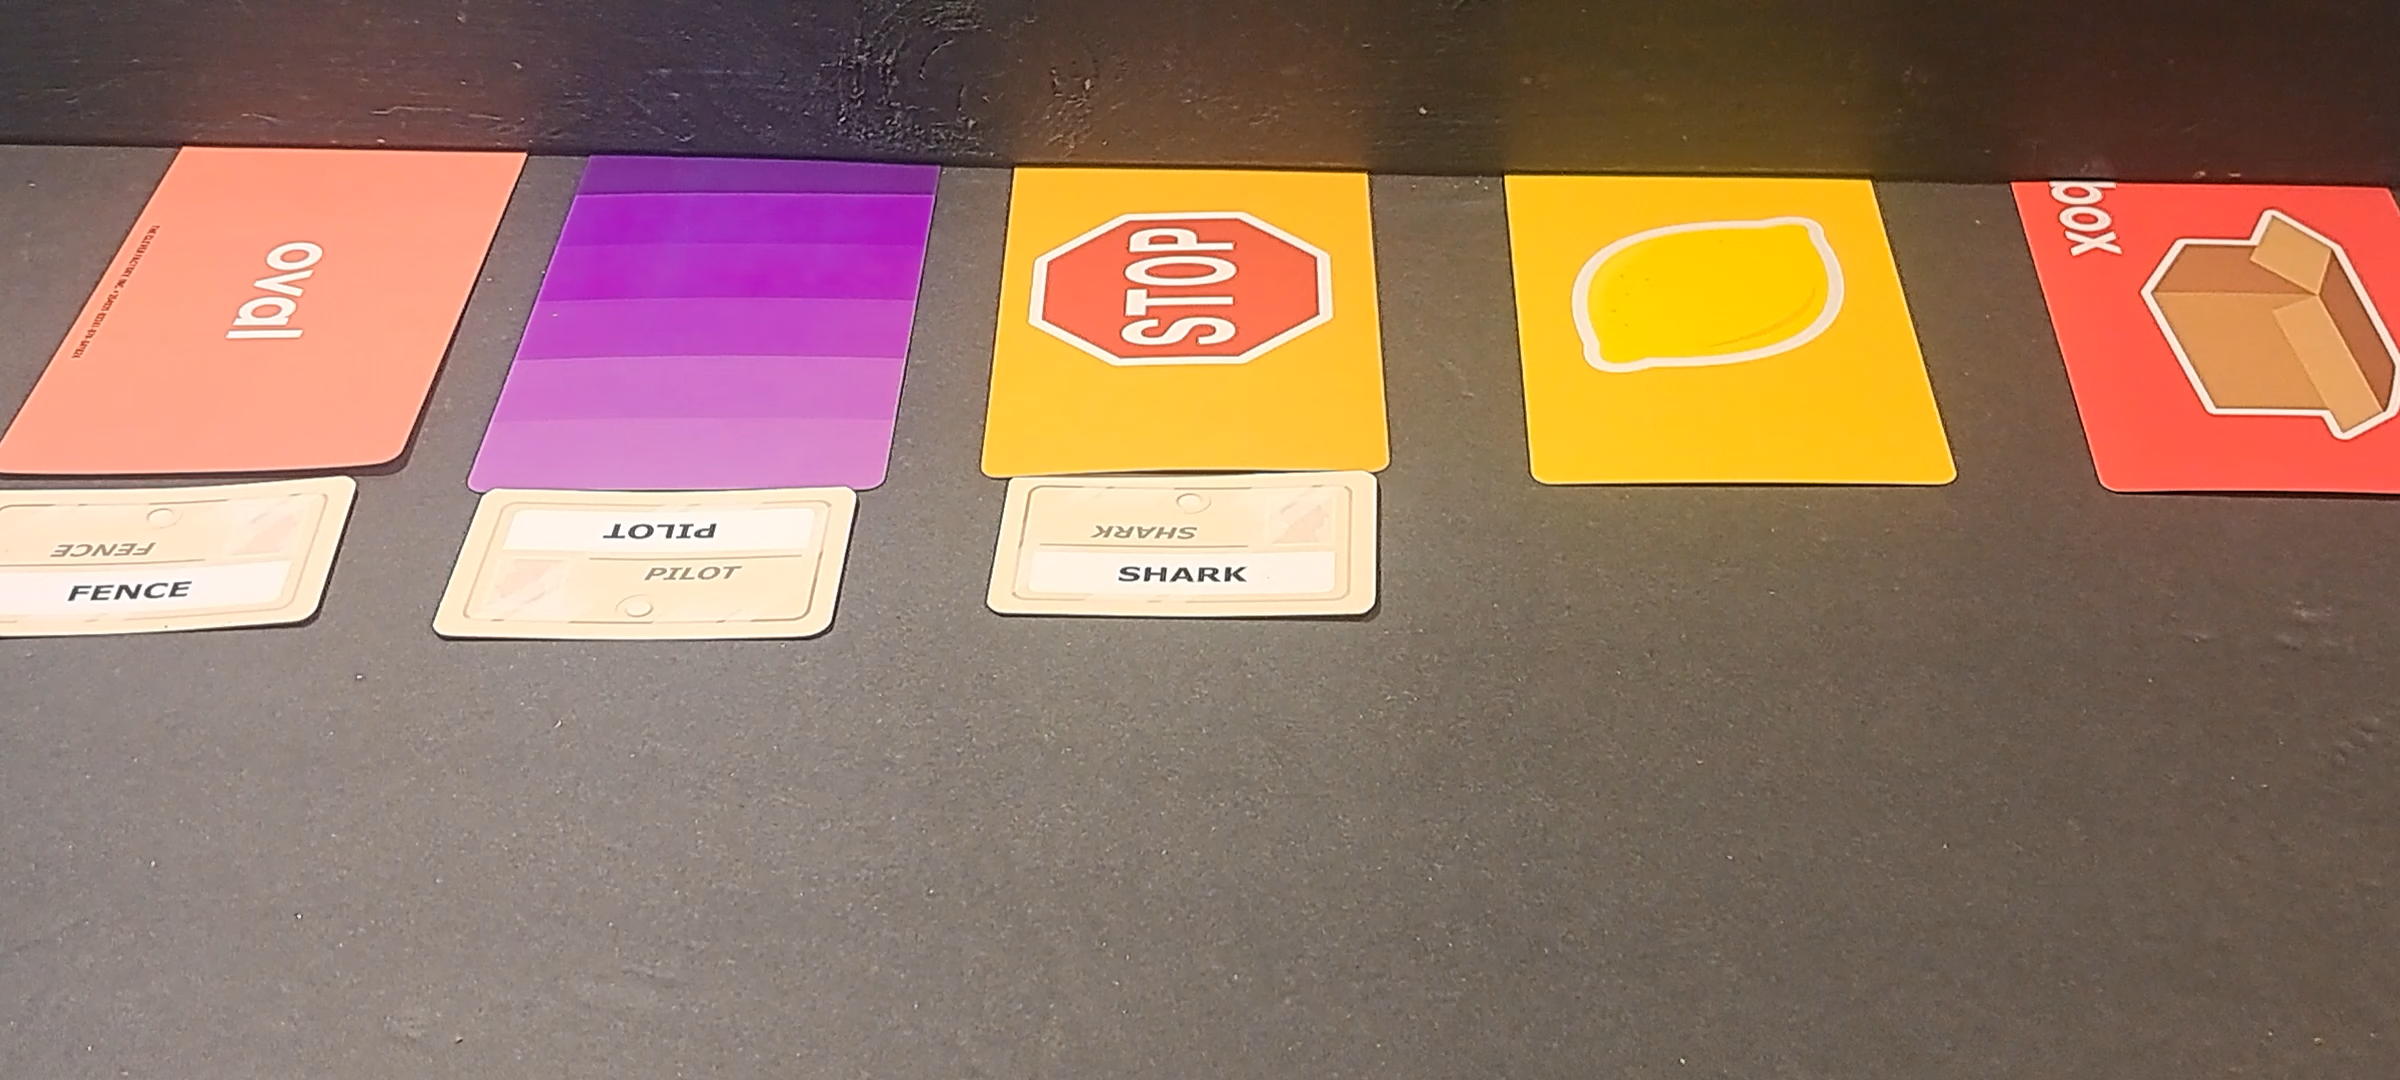 oval
STOP
box
FENCE
FENCE
PILOT
PILOT
SHARK
SHARK